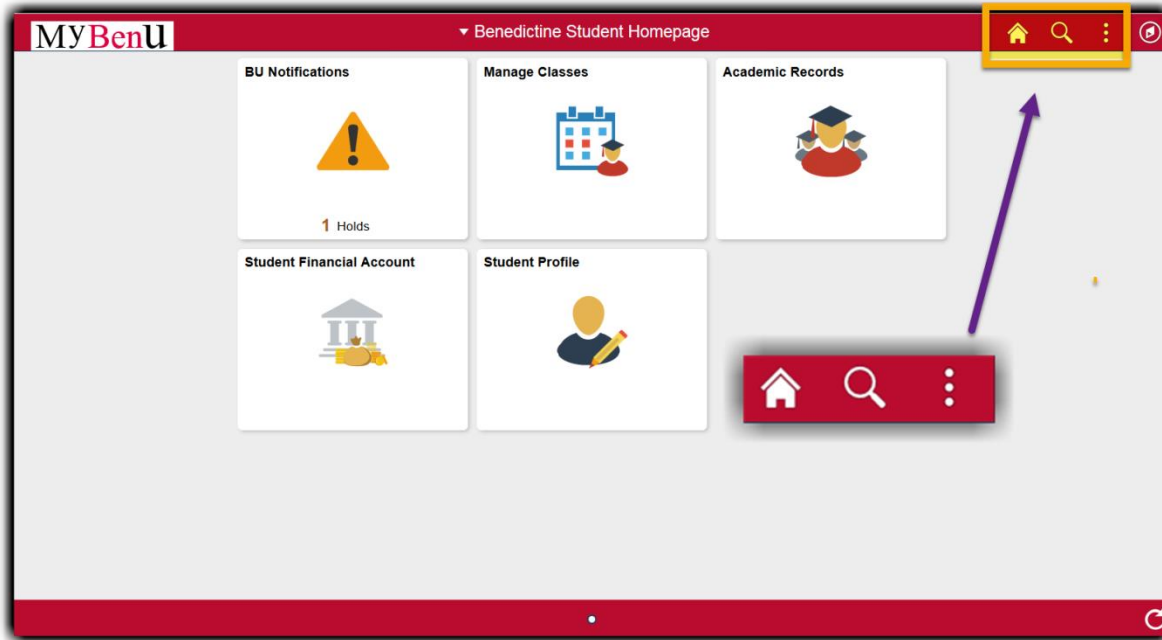 MyBenU
Benedictine Student Homepage
BU Notifications
Manage Classes
Academic Records
1 Holds
Student Financial Account
Student Profile